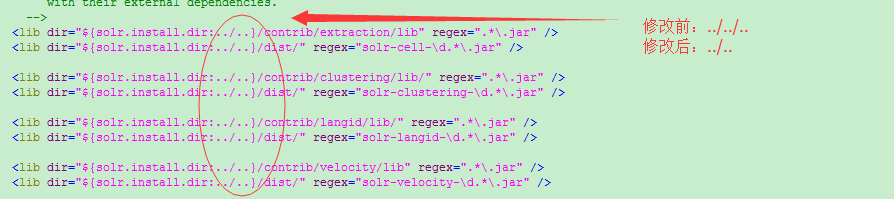 with their external dependencies.
-->
<lib dir="${solr.install.dir:../..}/contrib/extraction/lib" regex=".*\.jar" />
<lib dir="${solr.install.dir:../..}/dist/" regex="solr-cell-\d.*\.jar" />
<lib dir="${solr.install.dir:../..}/contrib/clustering/lib/" regex=".*\.jar" />
<lib dir="${solr.install.dir:../..}/dist/" regex="solr-clustering-\d.*\.jar" />
<lib dir="${solr.install.dir:../..}/contrib/langid/lib/" regex=".*\.jar" />
<lib dir="${solr.install.dir:../..}/dist/" regex="solr-langid-\d.*\.jar" />
<lib dir="${solr.install.dir:../..}/contrib/velocity/lib" regex=".*\.jar" />
<lib dir="${solr.install.dir:../..}/dist/" regex="solr-velocity-\d.*\.jar" />
修改前：../../..
修改后：../..